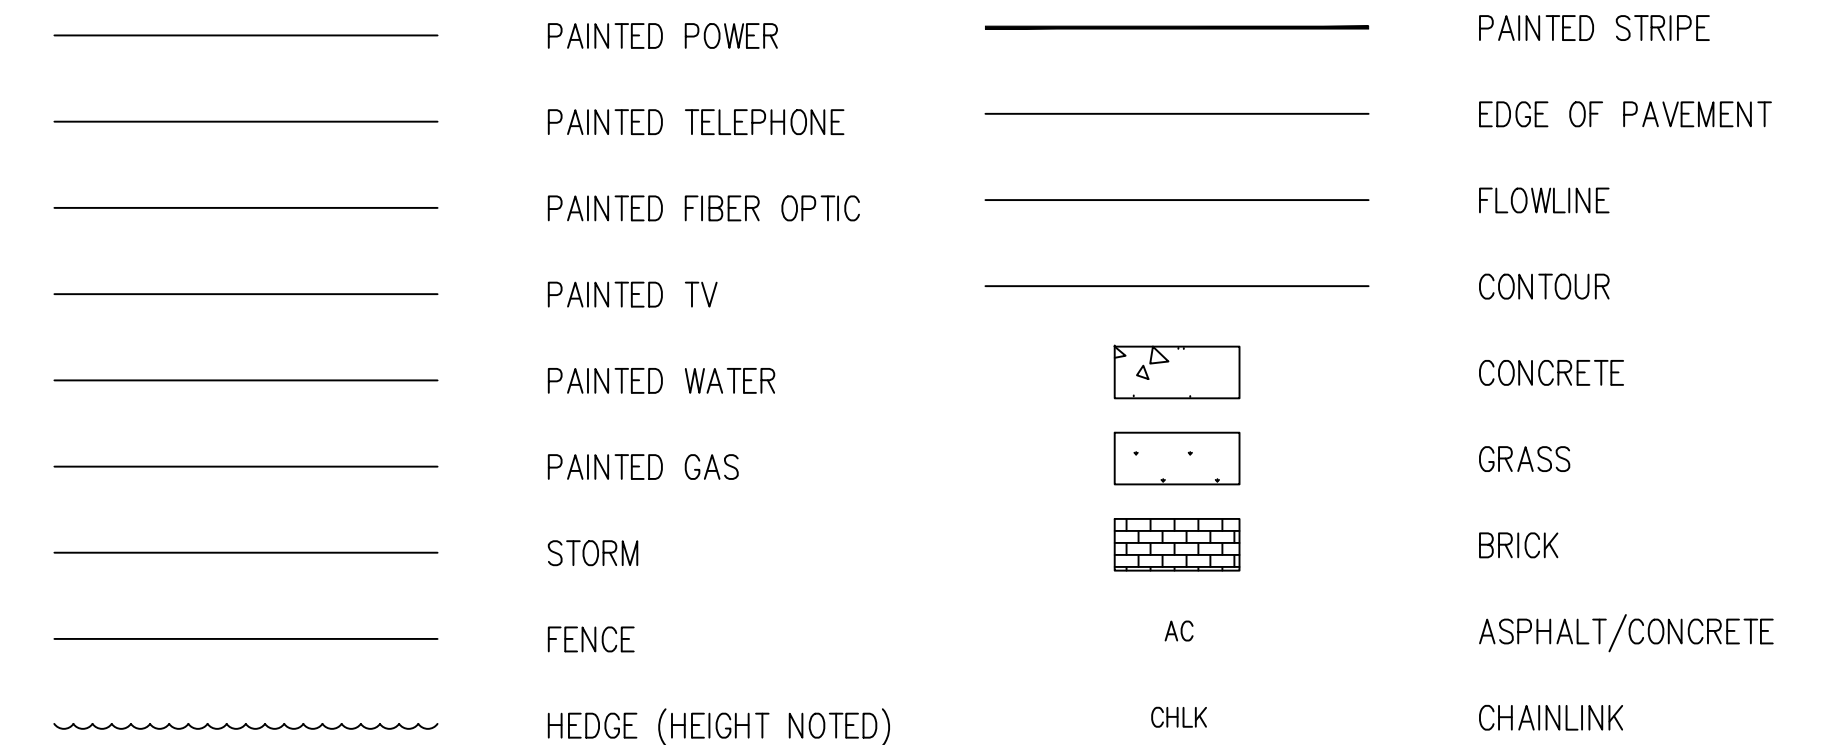 PAINTED POWER
PAINTED TELEPHONE
PAINTED FIBER OPTIC
PAINTED TV
PAINTED WATER
PAINTED GAS
STORM
FENCE
HEDGE (HEIGHT NOTED)
PAINTED STRIPE
EDGE OF PAVEMENT
FLOWLINE
CONTOUR
CONCRETE
GRASS
BRICK
AC ASPHALT/CONCRETE
CHLK CHAINLINK